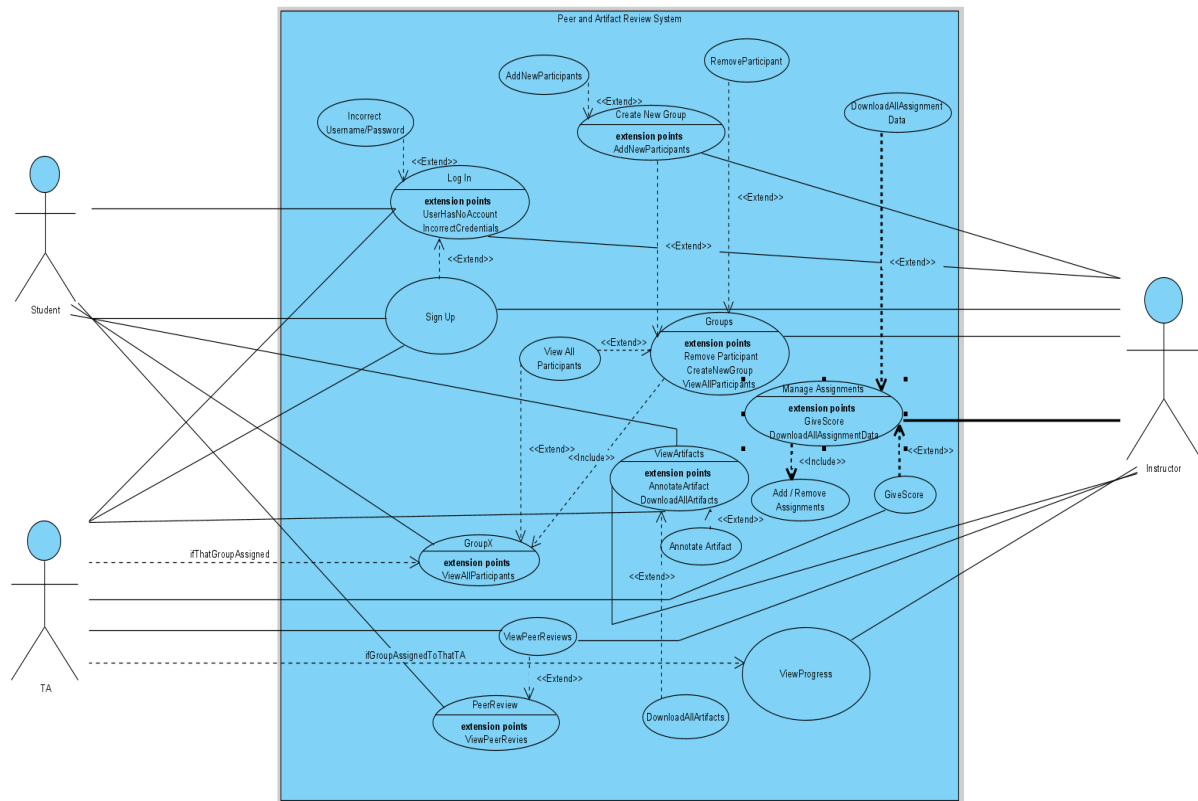 Peer and Artifact Review System
RemoveParticipant
AddNewParticipants
<<Extend>>
DownloadAllAssignment
Data
Create New Group
extension points
AddNewParticipants
Incorrect
Username/Password
<<Extend>>
Log In
extension points
UserHasNoAccount
IncorrectCredentials
<<Extend>>
<<Extend>>
<<Extend>>
<<Extend>>
Student
Sign Up
<<Extend>>
Groups
extension points
Remove Participant
CreateNewGroup
ViewAllParticipants
View All
Participants
<<Extend>>
Manage Assignments
extension points
GiveScore
DownloadAllAssignmentData
<<Extend>>
<<Include>>
<<Include>>
<<Extend>>
Instructor
ViewArtifacts
extension points
AnnotateArtifact
DownloadAllArtifacts
Add / Remove
Assignments
GiveScore
<<Extend>>
Annotate Artifact
GroupX
extension points
ViewAllParticipants
ifThatGroupAssigned
<<Extend>>
ViewPeerReviews
ifGroupAssignedToThatTA
ViewProgress
TA
<<Extend>>
PeerReview
extension points
ViewPeerRevies
DownloadAllArtifacts